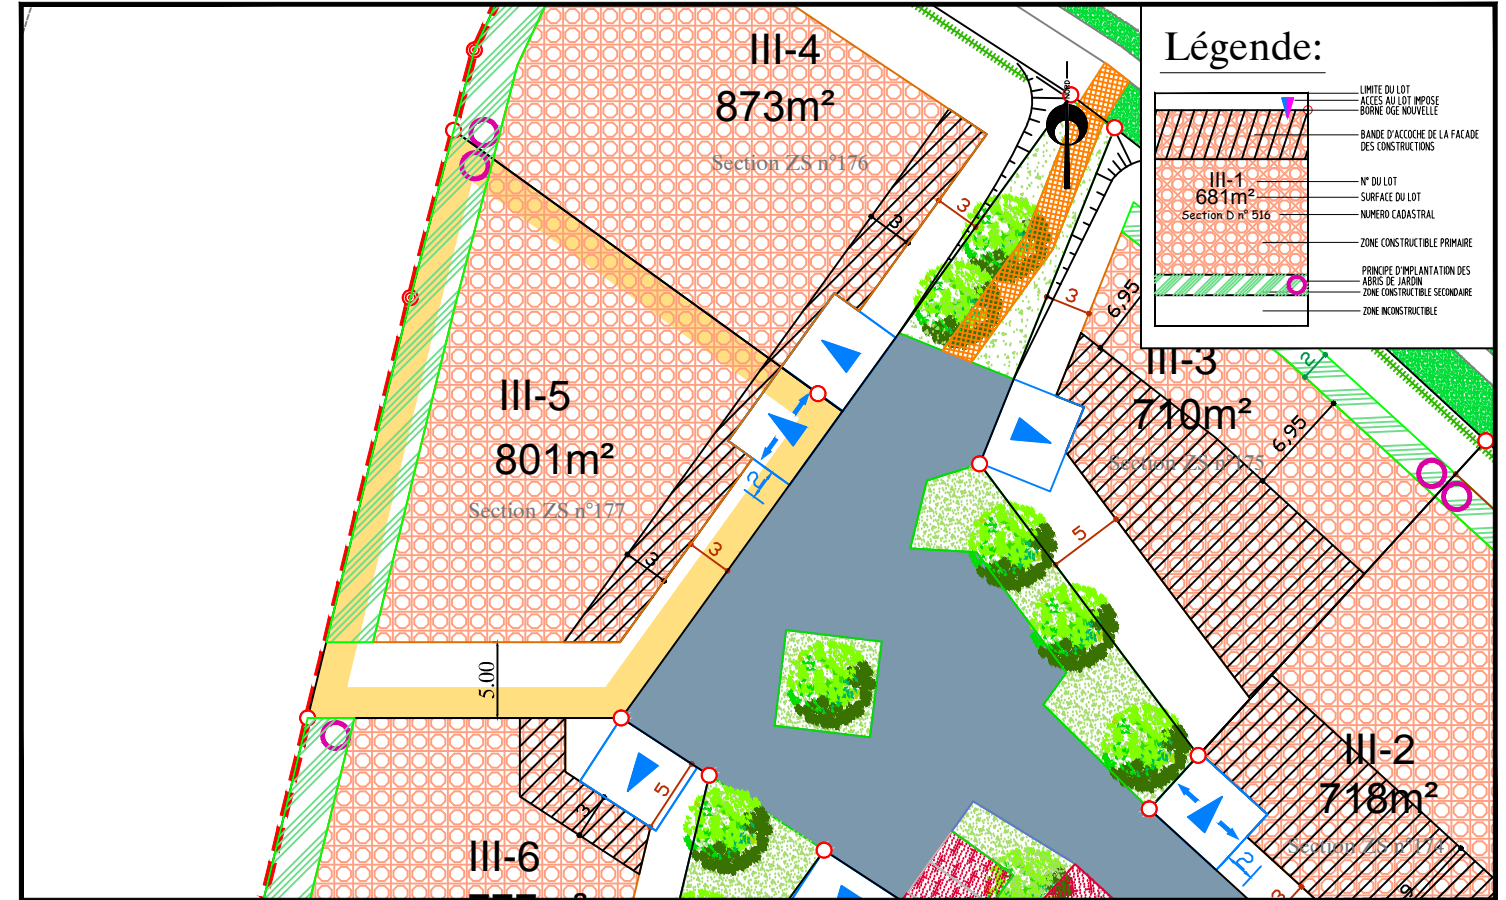 III-4
873m²
Section ZS n°176
3
3
NORD
Légende:
LIMITE DU LOT
ACCES AU LOT IMPOSE
BORNE OGE NOUVELLE
BANDE D'ACCOCHE DE LA FACADE
DES CONSTRUCTIONS
III-1
681m²
Section D n° 516
N° DU LOT
SURFACE DU LOT
NUMERO CADASTRAL
ZONE CONSTRUCTIBLE PRIMAIRE
PRINCIPE D'IMPLANTATION DES
ABRIS DE JARDIN
ZONE CONSTRUCTIBLE SECONDAIRE
ZONE INCONSTRUCTIBLE
3
6,95
III-3
710m²
Section ZS n°175
2
6,95
III-5
801m²
Section ZS n°177
2
3
3
5
5.00
III-2
718m²
Section ZS n°174
2
3
5
3
III-6